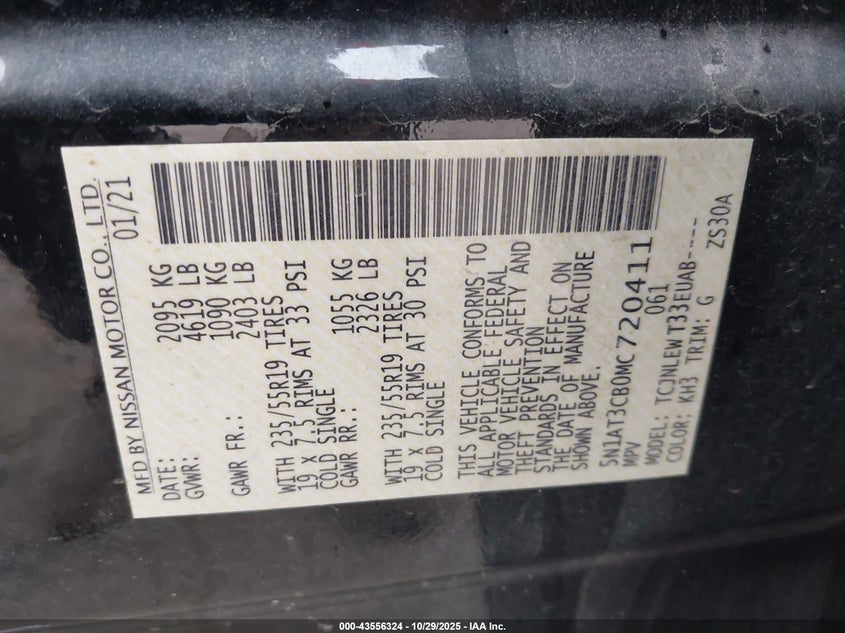 MFD BY NISSAN MOTOR CO., LTD.
DATE: 01/21
GVWR: 2095 KG
4619 LB
GAWR FR.: 1090 KG
2403 LB
WITH 235/55R19 TIRES
19 X 7.5 RIMS AT 33 PSI
COLD SINGLE
GAWR RR.: 1055 KG
2326 LB
WITH 235/55R19 TIRES
19 X 7.5 RIMS AT 30 PSI
COLD SINGLE
THIS VEHICLE CONFORMS TO
ALL APPLICABLE FEDERAL
MOTOR VEHICLE SAFETY AND
THEFT PREVENTION
STANDARDS IN EFFECT ON
THE DATE OF MANUFACTURE
SHOWN ABOVE.
5N1AT3CB0MC720411
MPV 061
MODEL: TCJNLEWT33EUAB----
COLOR: KH3 TRIM: G ZS30A
000-43556324 - 10/29/2025 - IAA Inc.